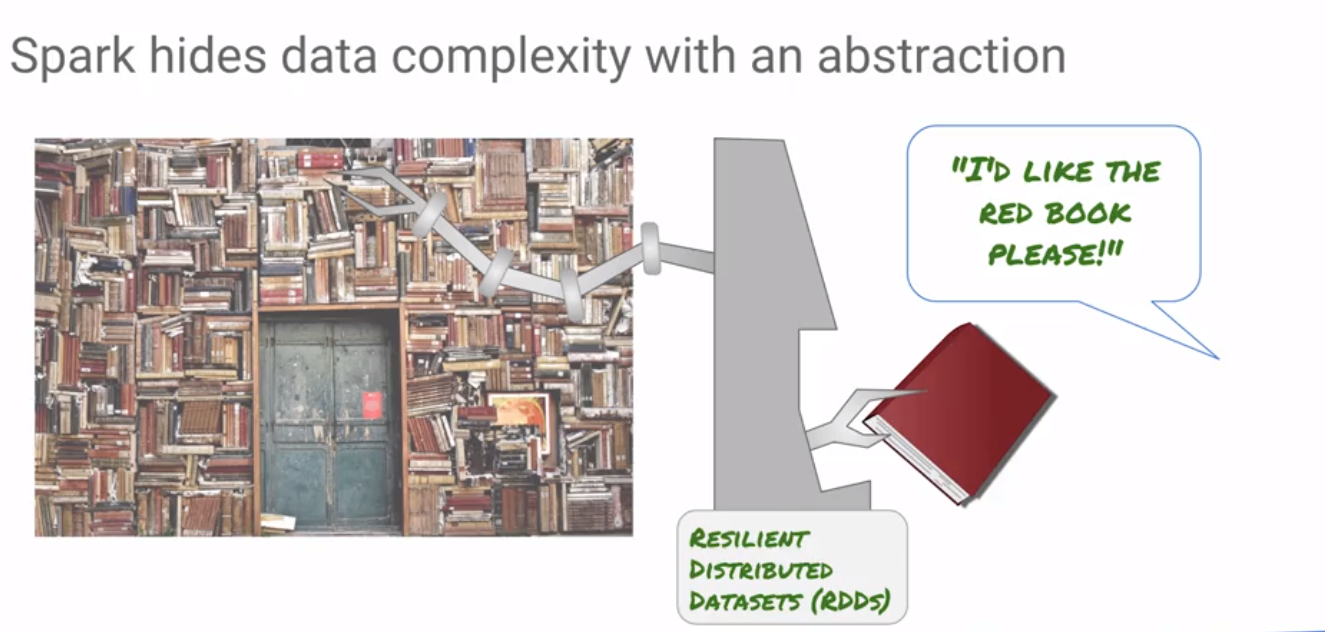 Spark hides data complexity with an abstraction
"I'D LIKE THE
RED BOOK
PLEASE!"
RESILIENT
DISTRIBUTED
DATASETS (RDDs)